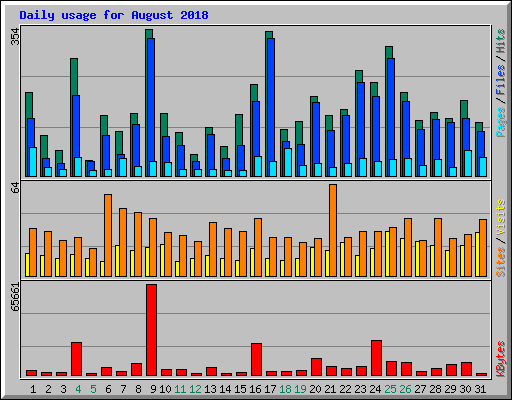 Daily usage for August 2018
354
Pages / Files / Hits
64
Sites / Visits
65661
KBytes
1 2 3 4 5 6 7 8 9 10 11 12 13 14 15 16 17 18 19 20 21 22 23 24 25 26 27 28 29 30 31